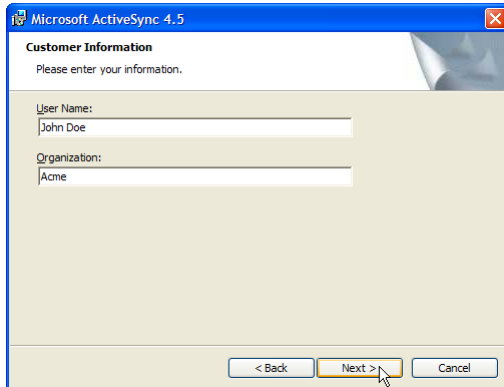 Microsoft ActiveSync 4.5
Customer Information
Please enter your information.
User Name:
John Doe
Organization:
Acme
< Back Next > Cancel